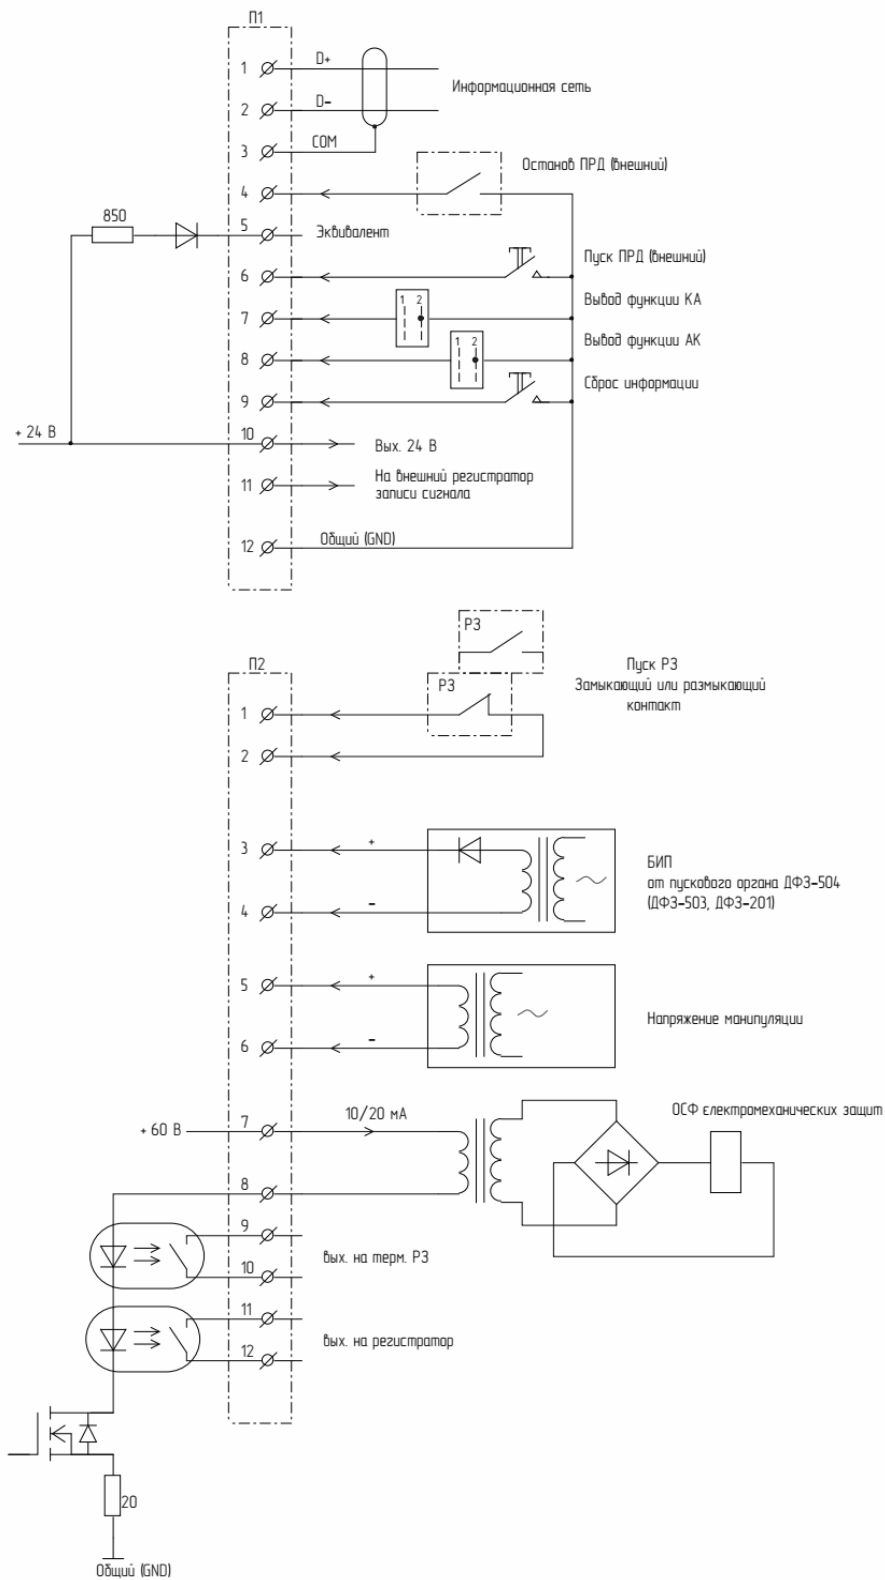 П1
1
D+
2
D-
Информационная сеть
3
COM
4
Останов ПРД (внешний)
850
5
Эквивалент
6
Пуск ПРД (внешний)
7
1 2
Вывод функции КА
8
1 2
Вывод функции АК
9
Сброс информации
+ 24 В
10
Вых. 24 В
11
На внешний регистратор
записи сигнала
12
Общий (GND)
РЗ
П2
РЗ
Пуск РЗ
Замыкающий или размыкающий
контакт
1
2
3
+
4
-
БИП
от пускового органа ДФЗ-504
(ДФЗ-503, ДФЗ-201)
5
+
6
-
Напряжение манипуляции
+ 60 В
7
10/20 мА
ОСФ електромеханических защит
8
9
10
вых. на терм. РЗ
11
12
вых. на регистратор
20
Общий (GND)